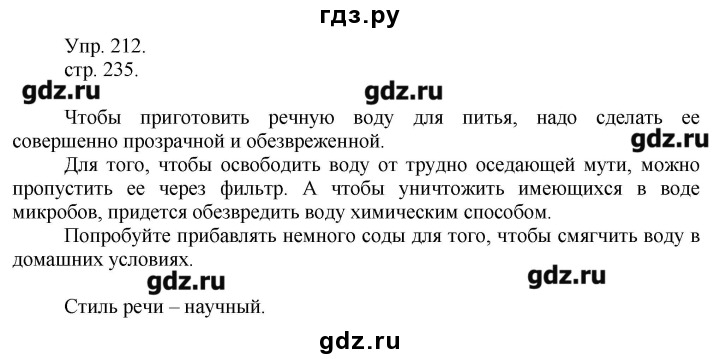 гдз.ру
Упр. 212.
стр. 235.
gdz.ru
gdz.ru
Чтобы приготовить речную воду для питья, надо сделать ее
совершенно прозрачной и обезвреженной.
gdz.ru
Для того, чтобы освободить воду от трудно оседающей мути, можно
пропустить ее через фильтр. А чтобы уничтожить имеющихся в воде
микробов, придется обезвредить воду химическим способом.
Попробуйте прибавлять немного соды для того, чтобы смягчить воду в
домашних условиях.
gdz.ru
gdz.ru
Стиль речи – научный.
gdz.ru